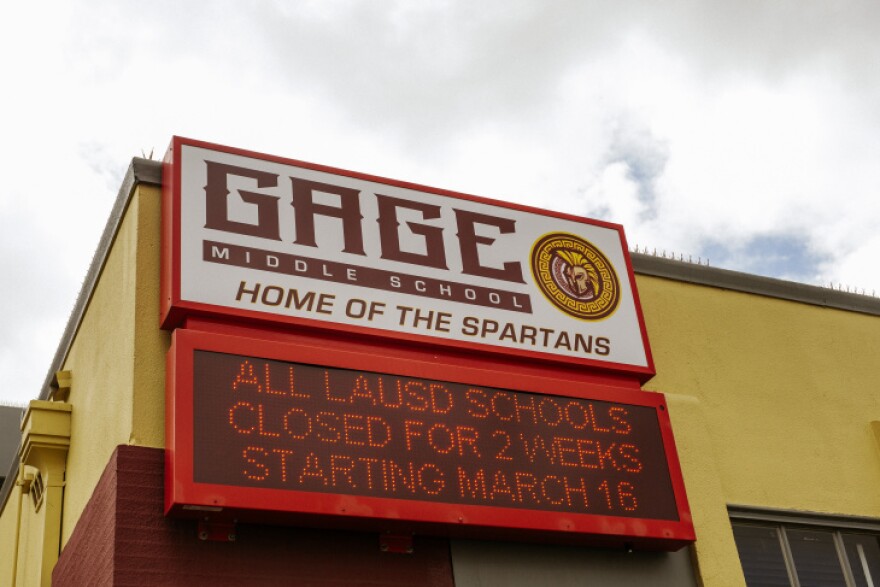 GAGE
MIDDLE SCHOOL
HOME OF THE SPARTANS
ALL LAUSD SCHOOLS
CLOSED FOR 2 WEEKS
STARTING MARCH 16